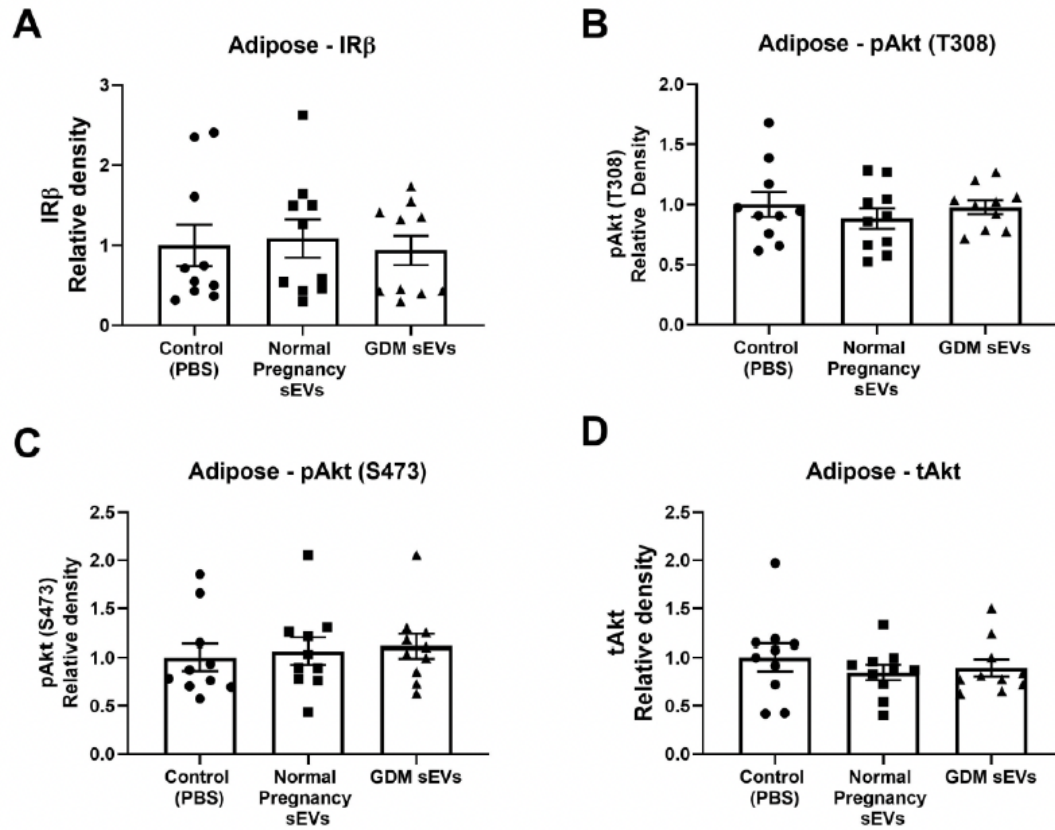 A
Adipose - IRβ
IRβ
Relative density
3
2
1
0
Control
(PBS)
Normal
Pregnancy
sEVs
GDM sEVs
B
Adipose - pAkt (T308)
pAkt (T308)
Relative Density
2.0
1.5
1.0
0.5
0.0
Control
(PBS)
Normal
Pregnancy
sEVs
GDM sEVs
C
Adipose - pAkt (S473)
pAkt (S473)
Relative density
2.5
2.0
1.5
1.0
0.5
0.0
Control
(PBS)
Normal
Pregnancy
sEVs
GDM sEVs
D
Adipose - tAkt
tAkt
Relative density
2.5
2.0
1.5
1.0
0.5
0.0
Control
(PBS)
Normal
Pregnancy
sEVs
GDM sEVs